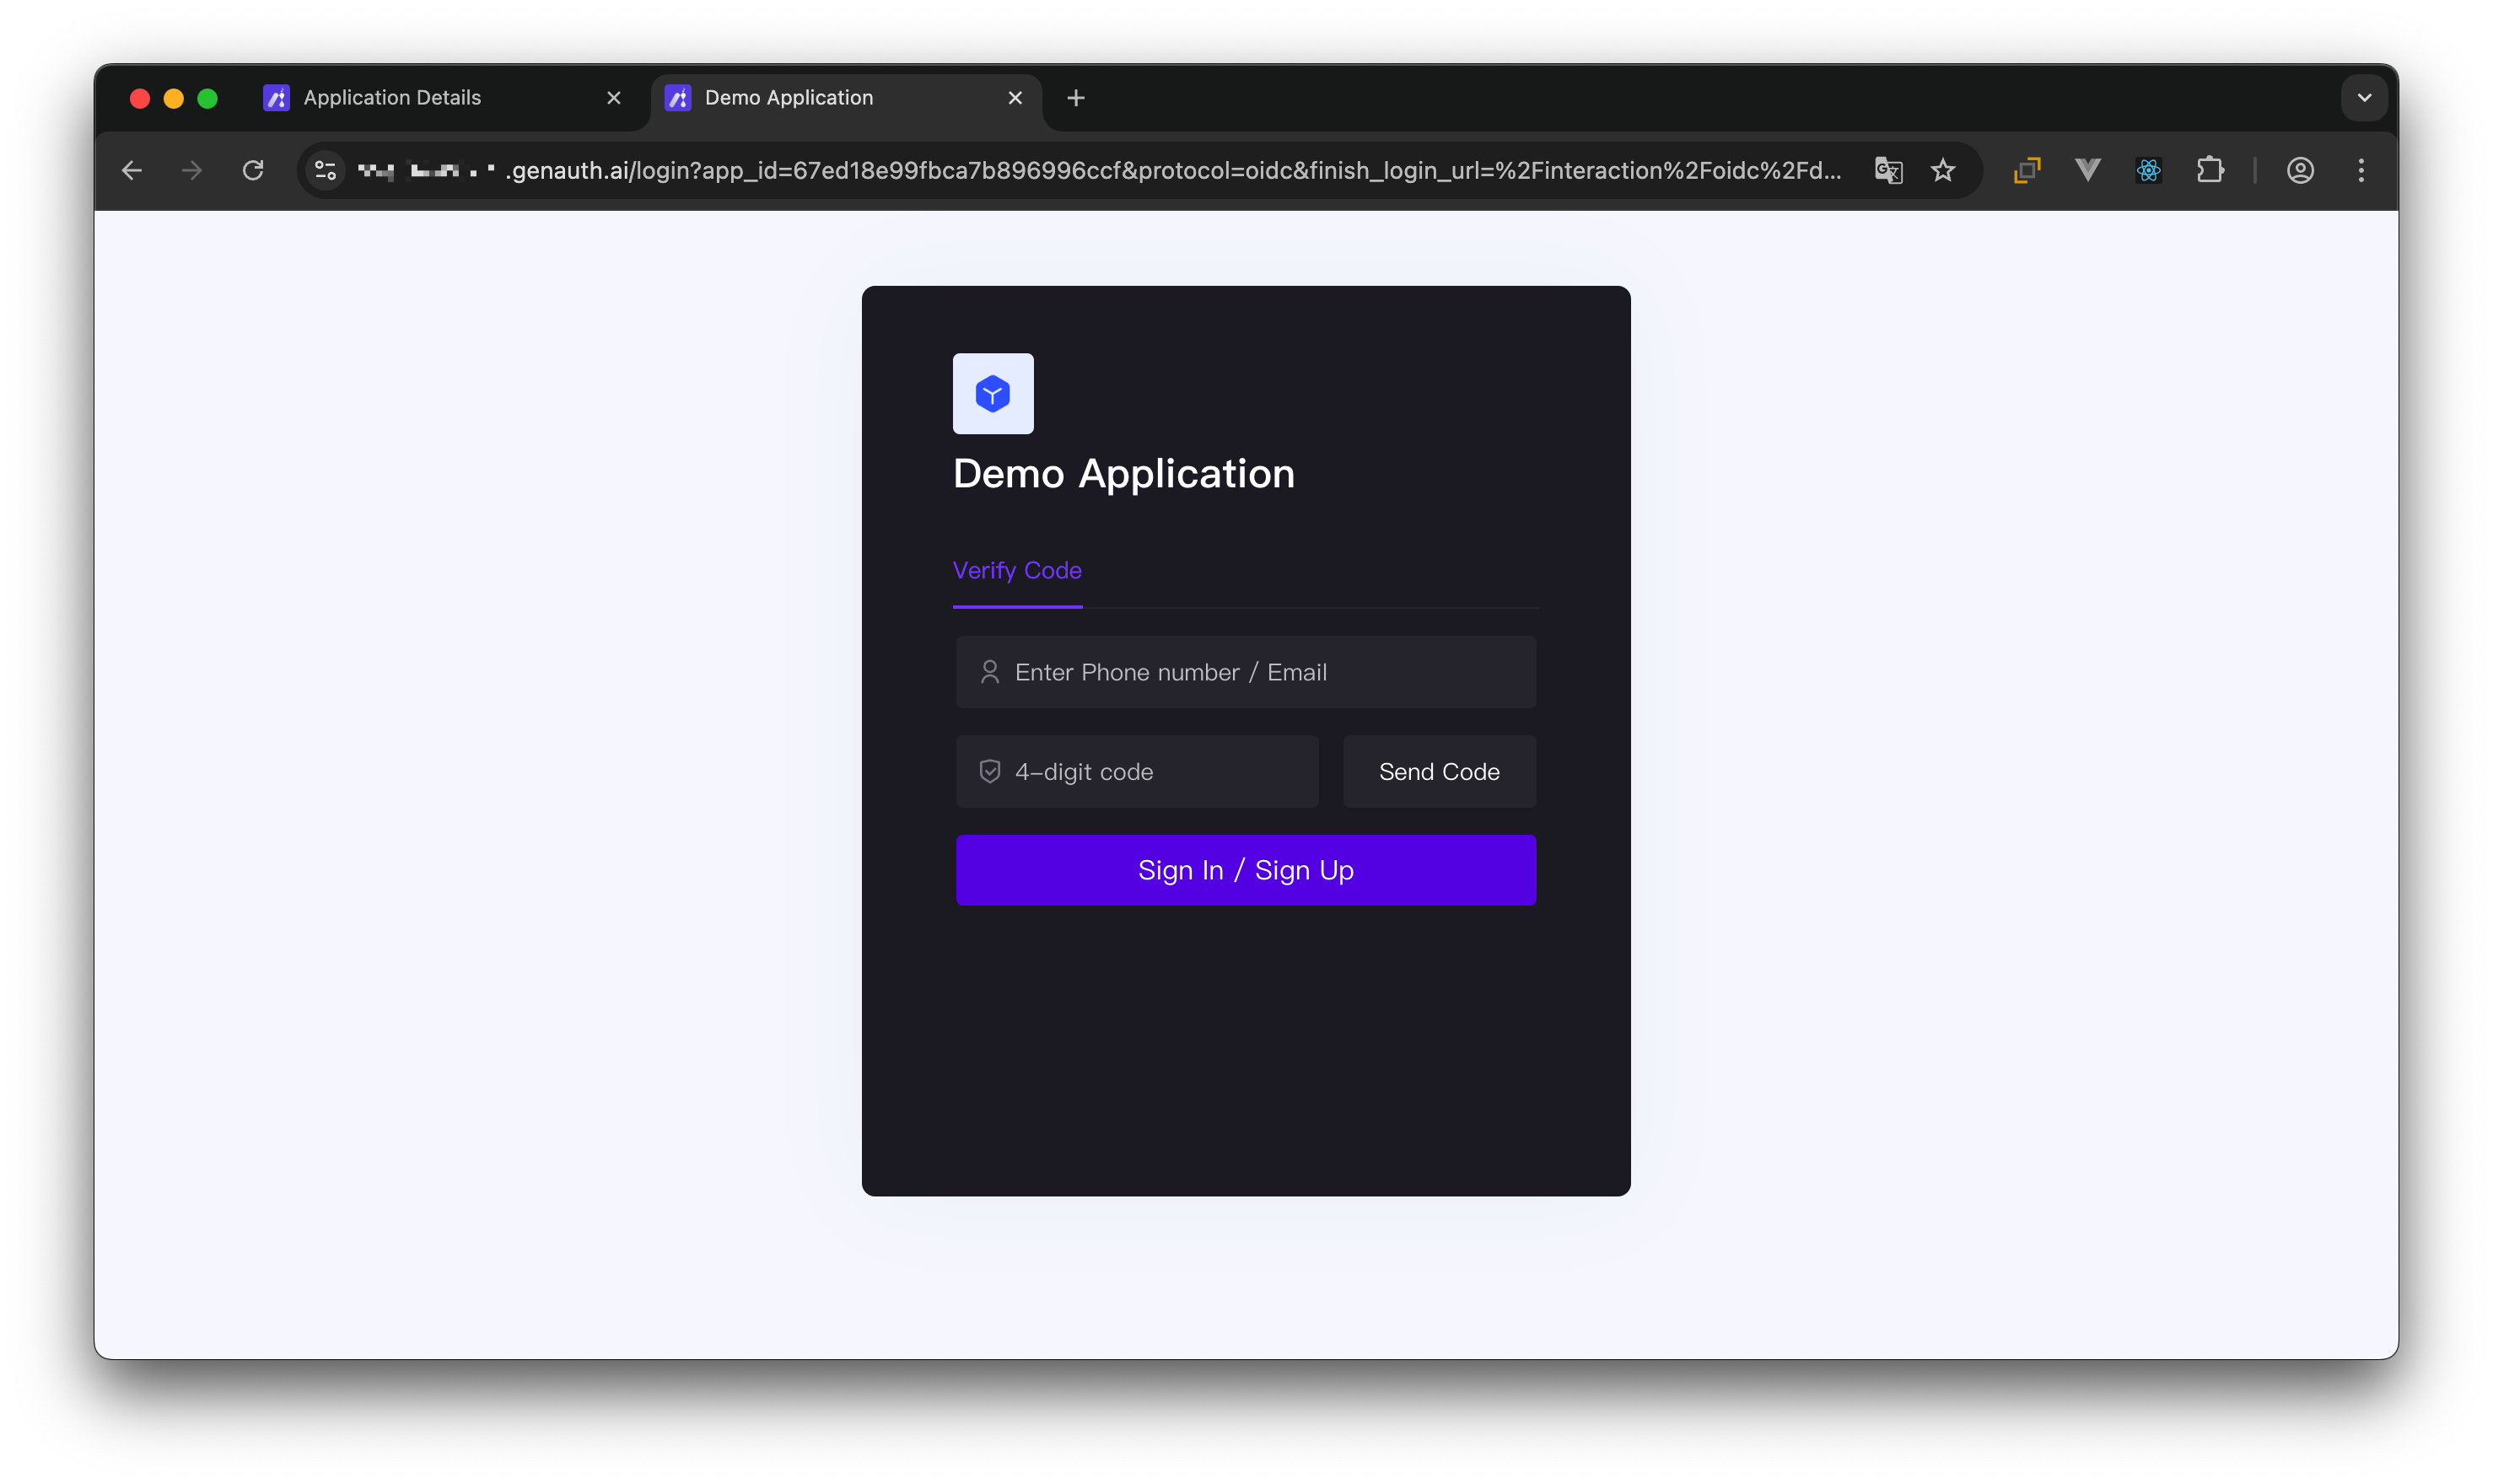 Application Details
Demo Application
.genauth.ai/login?app_id=67ed18e99fbca7b896996ccf&protocol=oidc&finish_login_url=%2Finteraction%2Foidc%2Fd...
Demo Application
Verify Code
Enter Phone number / Email
4-digit code
Send Code
Sign In / Sign Up